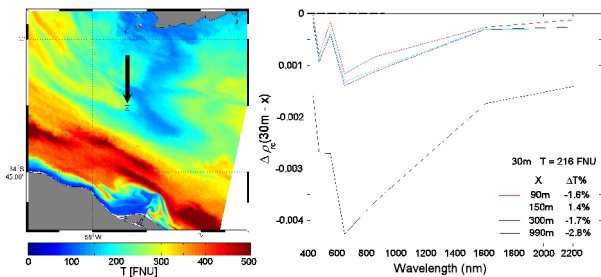 34°S
45.00'
58°W
0 100 200 300 400 500
T [FNU]
0
0.001
-0.002
-0.003
-0.004
Δ ρrc(30m - x)
400 600 800 1000 1200 1400 1600 1800 2000 2200
Wavelength (nm)
30m T = 216 FNU
X ΔT%
90m -1.6%
150m 1.4%
300m -1.7%
990m -2.8%